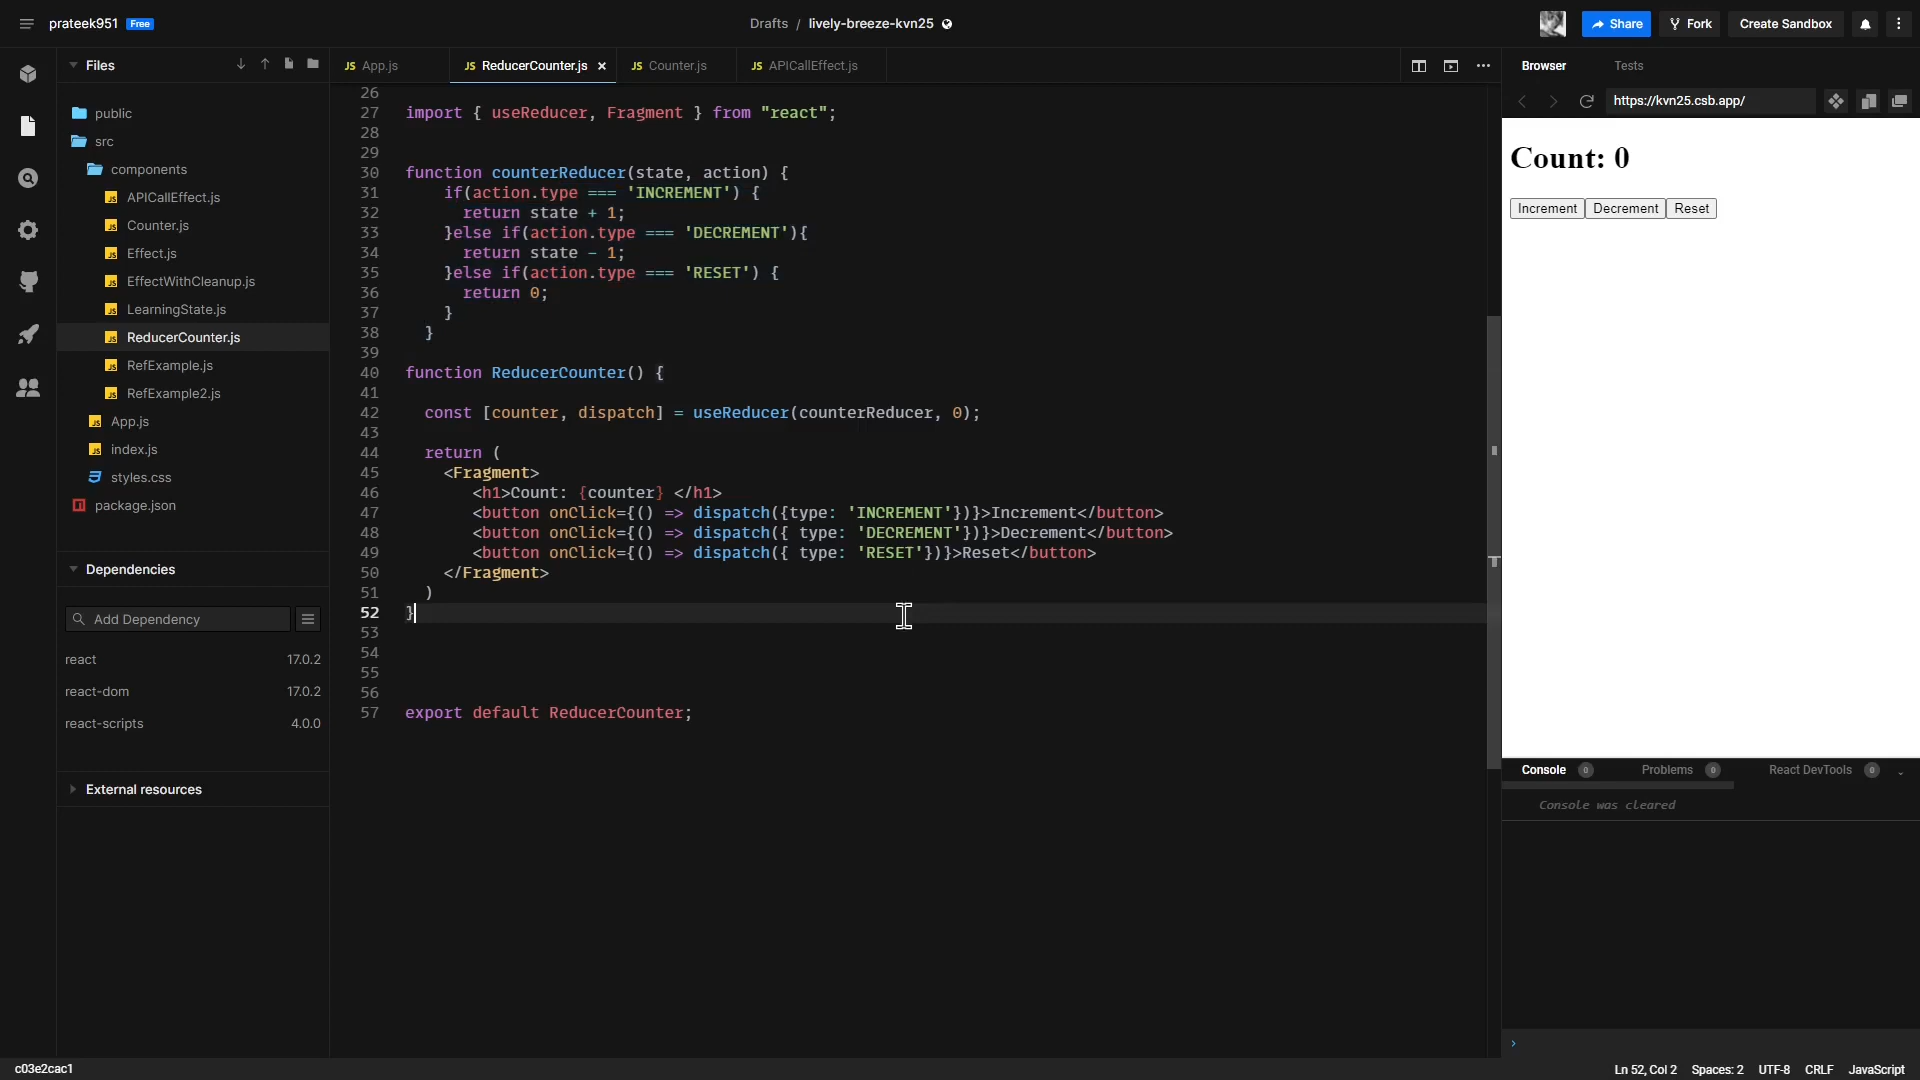 prateek951 Free
Drafts / lively-breeze-kvn25
Share Fork Create Sandbox
Files
public
src
components
APICallEffect.js
Counter.js
Effect.js
EffectWithCleanup.js
LearningState.js
ReducerCounter.js
RefExample.js
RefExample2.js
App.js
index.js
styles.css
package.json
Dependencies
Add Dependency
react 17.0.2
react-dom 17.0.2
react-scripts 4.0.0
External resources
JS App.js JS ReducerCounter.js × JS Counter.js JS APICallEffect.js
26
27 import { useReducer, Fragment } from "react";
28
29
30 function counterReducer(state, action) {
31 if(action.type === 'INCREMENT') {
32 return state + 1;
33 }else if(action.type === 'DECREMENT'){
34 return state - 1;
35 }else if(action.type === 'RESET') {
36 return 0;
37 }
38 }
39
40 function ReducerCounter() {
41
42 const [counter, dispatch] = useReducer(counterReducer, 0);
43
44 return (
45 <Fragment>
46 <h1>Count: {counter} </h1>
47 <button onClick={() => dispatch({type: 'INCREMENT'})}>Increment</button>
48 <button onClick={() => dispatch({ type: 'DECREMENT'})}>Decrement</button>
49 <button onClick={() => dispatch({ type: 'RESET'})}>Reset</button>
50 </Fragment>
51 )
52 }
53
54
55
56
57 export default ReducerCounter;
Browser Tests
https://kvn25.csb.app/
Count: 0
Increment Decrement Reset
Console 0 Problems 0 React DevTools 0
Console was cleared
›
c03e2cac1
Ln 52, Col 2 Spaces: 2 UTF-8 CRLF JavaScript